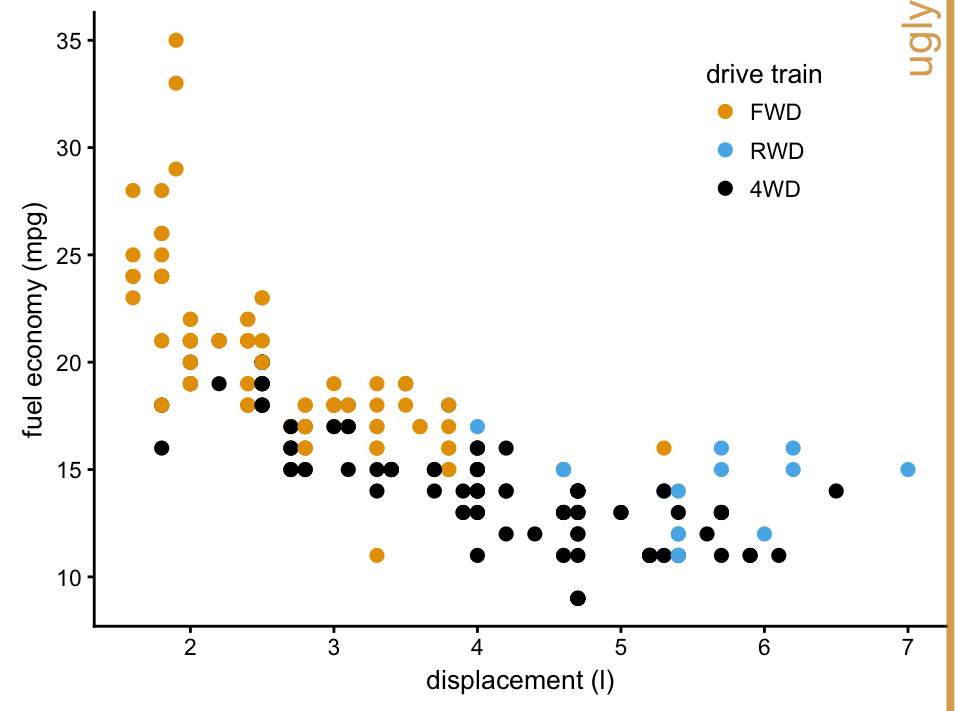 ugly
drive train
FWD
RWD
4WD
fuel economy (mpg)
35
30
25
20
15
10
2 3 4 5 6 7
displacement (l)